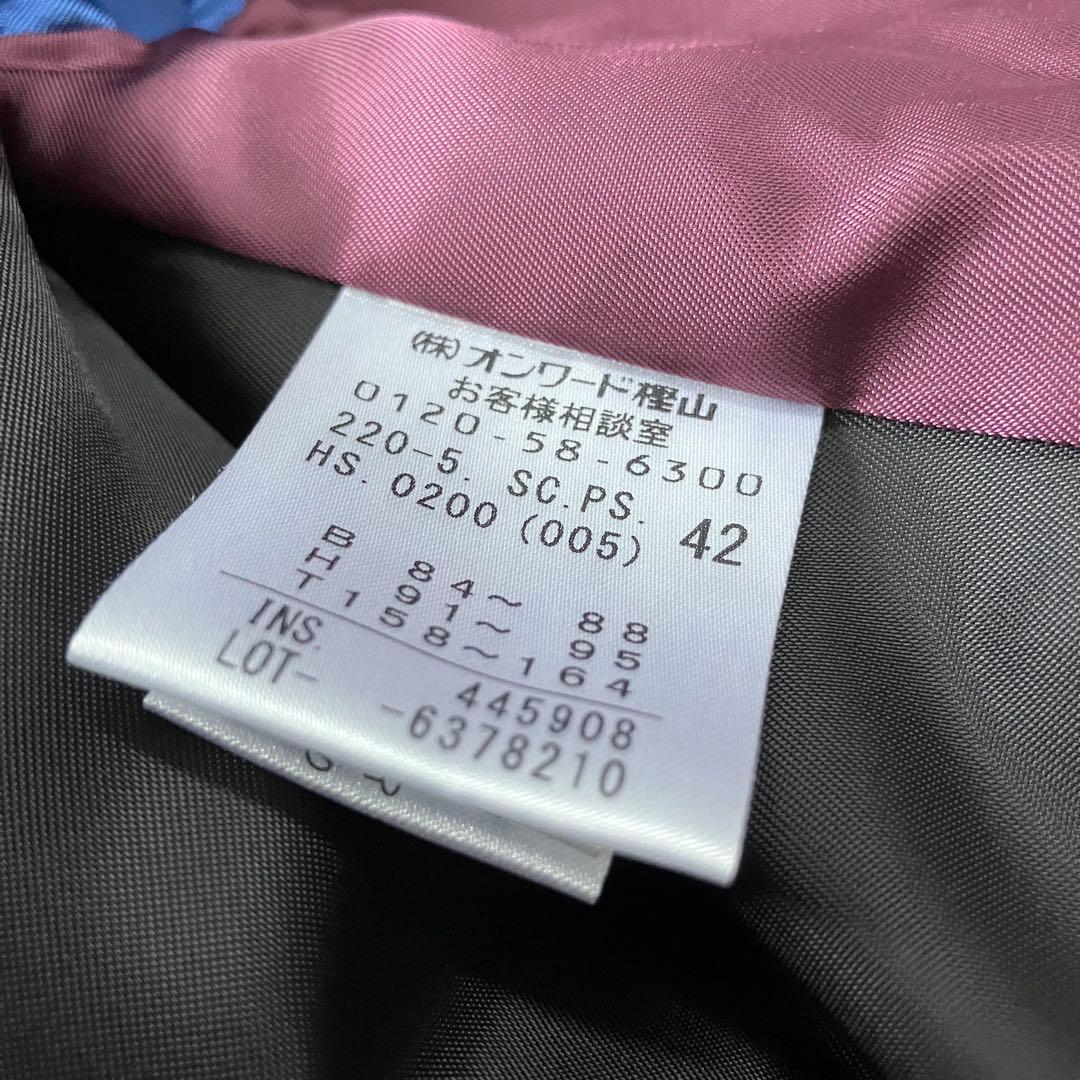 (株)オンワード樫山
お客様相談室
0120-58-6300
220-5. SC.PS. 42
HS. 0200 (005)
B 84～ 88
H 91～ 95
T158～164
INS. 445908
LOT- -6378210